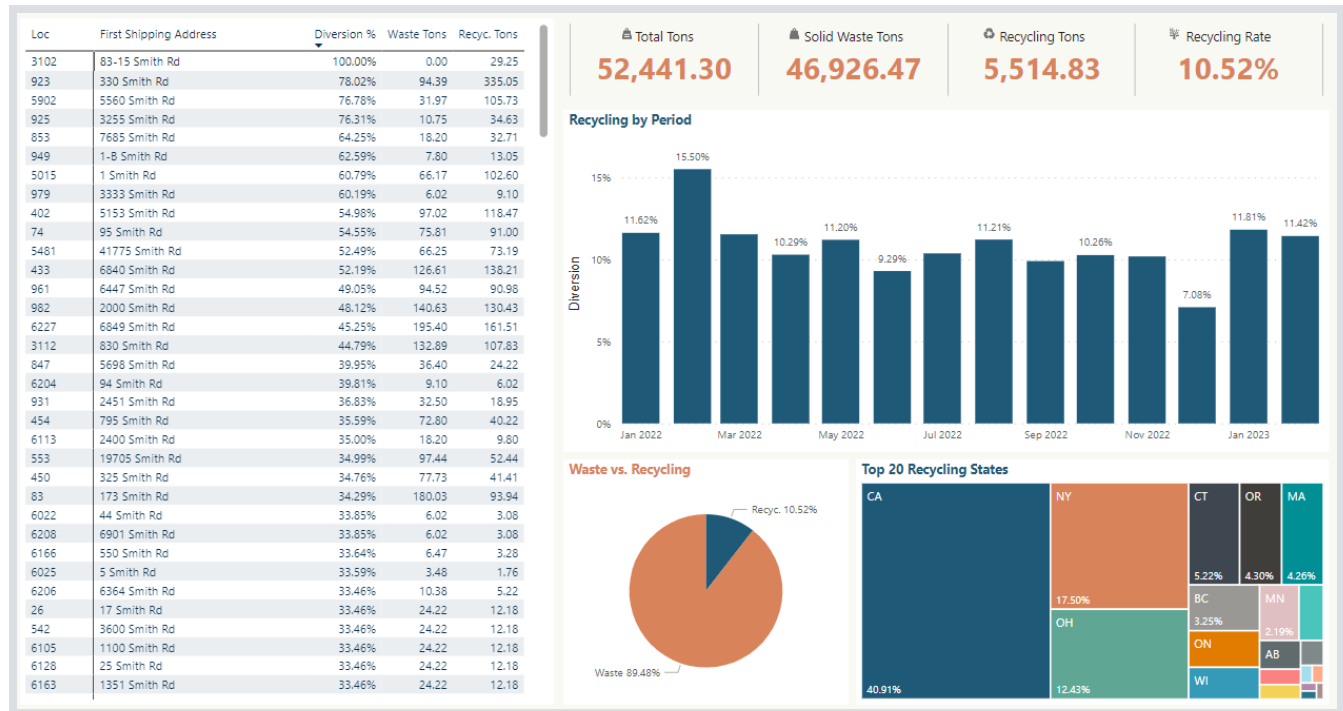 Loc First Shipping Address Diversion % Waste Tons Recyc. Tons
3102 83-15 Smith Rd 100.00% 0.00 29.25
923 330 Smith Rd 78.02% 94.39 335.05
5902 5560 Smith Rd 76.78% 31.97 105.73
925 3255 Smith Rd 76.31% 10.75 34.63
853 7685 Smith Rd 64.25% 18.20 32.71
949 1-B Smith Rd 62.59% 7.80 13.05
5015 1 Smith Rd 60.79% 66.17 102.60
979 3333 Smith Rd 60.19% 6.02 9.10
402 5153 Smith Rd 54.98% 97.02 118.47
74 95 Smith Rd 54.55% 75.81 91.00
5481 41775 Smith Rd 52.49% 66.25 73.19
433 6840 Smith Rd 52.19% 126.61 138.21
961 6447 Smith Rd 49.05% 94.52 90.98
982 2000 Smith Rd 48.12% 140.63 130.43
6227 6849 Smith Rd 45.25% 195.40 161.51
3112 830 Smith Rd 44.79% 132.89 107.83
847 5698 Smith Rd 39.95% 36.40 24.22
6204 94 Smith Rd 39.81% 9.10 6.02
931 2451 Smith Rd 36.83% 32.50 18.95
454 795 Smith Rd 35.59% 72.80 40.22
6113 2400 Smith Rd 35.00% 18.20 9.80
553 19705 Smith Rd 34.99% 97.44 52.44
450 325 Smith Rd 34.76% 77.73 41.41
83 173 Smith Rd 34.29% 180.03 93.94
6022 44 Smith Rd 33.85% 6.02 3.08
6208 6901 Smith Rd 33.85% 6.02 3.08
6166 550 Smith Rd 33.64% 6.47 3.28
6025 5 Smith Rd 33.59% 3.48 1.76
6206 6364 Smith Rd 33.46% 10.38 5.22
26 17 Smith Rd 33.46% 24.22 12.18
542 3600 Smith Rd 33.46% 24.22 12.18
6105 1100 Smith Rd 33.46% 24.22 12.18
6128 25 Smith Rd 33.46% 24.22 12.18
6163 1351 Smith Rd 33.46% 24.22 12.18
Total Tons
52,441.30
Solid Waste Tons
46,926.47
Recycling Tons
5,514.83
Recycling Rate
10.52%
Recycling by Period
Diversion
15%
10%
5%
0%
11.62%
15.50%
10.29%
11.20%
9.29%
11.21%
10.26%
7.08%
11.81%
11.42%
Jan 2022 Mar 2022 May 2022 Jul 2022 Sep 2022 Nov 2022 Jan 2023
Waste vs. Recycling
Recyc. 10.52%
Waste 89.48%
Top 20 Recycling States
CA
40.91%
NY
17.50%
OH
12.43%
CT
5.22%
OR
4.30%
MA
4.26%
BC
3.25%
MN
2.19%
ON
AB
WI